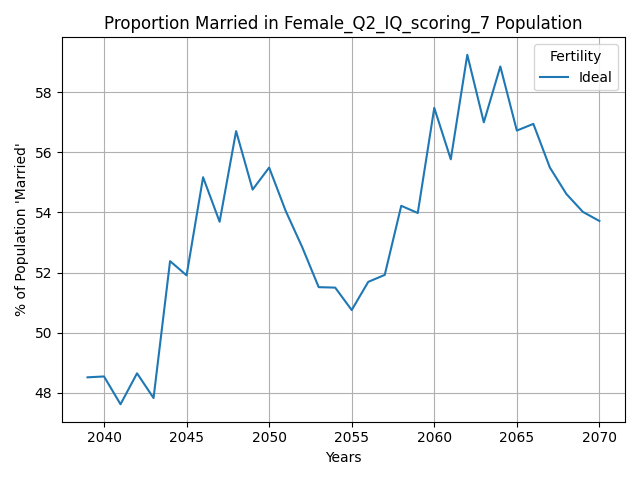 Proportion Married in Female_Q2_IQ_scoring_7 Population
Fertility
Ideal
% of Population 'Married'
58
56
54
52
50
48
2040 2045 2050 2055 2060 2065 2070
Years